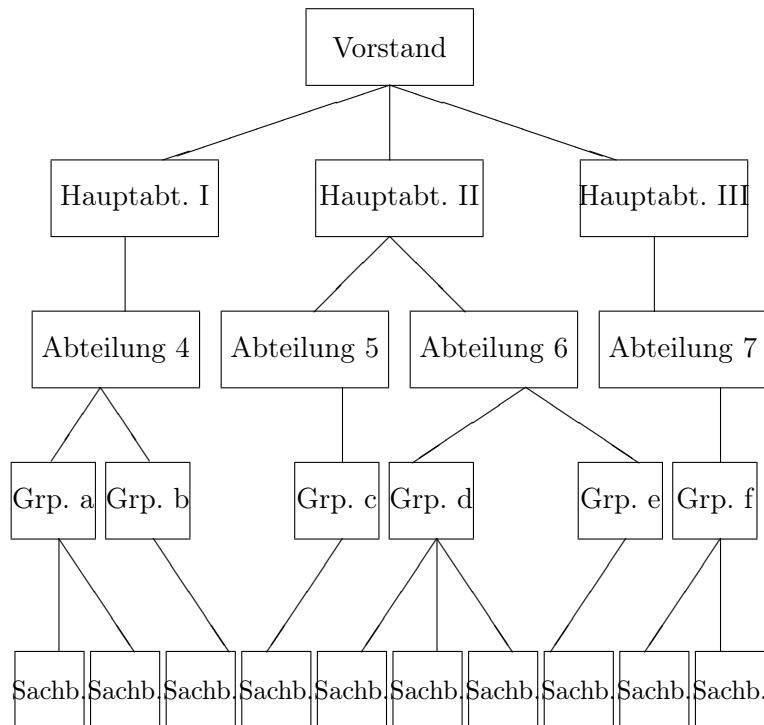 Vorstand
Hauptabt. I Hauptabt. II Hauptabt. III
Abteilung 4 Abteilung 5 Abteilung 6 Abteilung 7
Grp. a Grp. b Grp. c Grp. d Grp. e Grp. f
Sachb. Sachb. Sachb. Sachb. Sachb. Sachb. Sachb. Sachb. Sachb. Sachb.